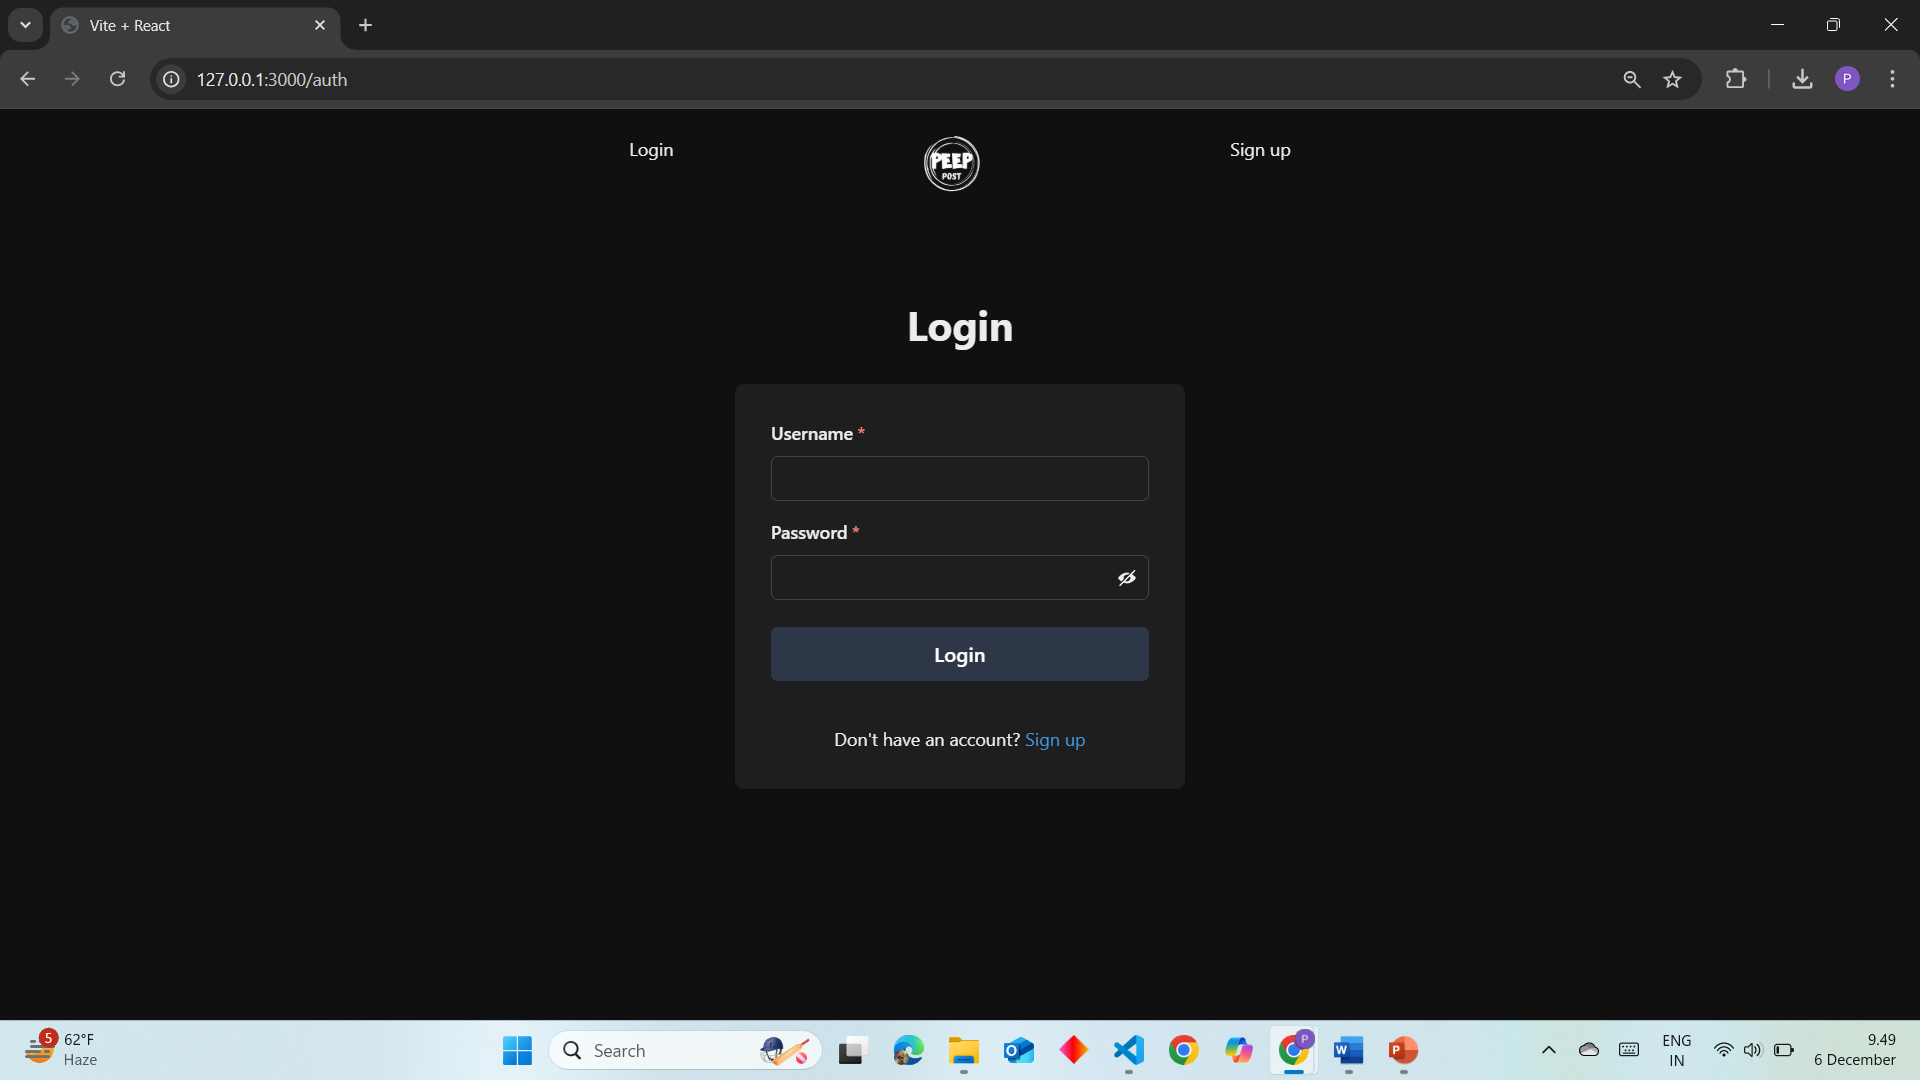 Vite + React
127.0.0.1:3000/auth
P
Login
PEEP
POST
Sign up
Login
Username *
Password *
Login
Don't have an account? Sign up
5
62°F
Haze
Search
P
W
P
ENG
IN
9.49
6 December